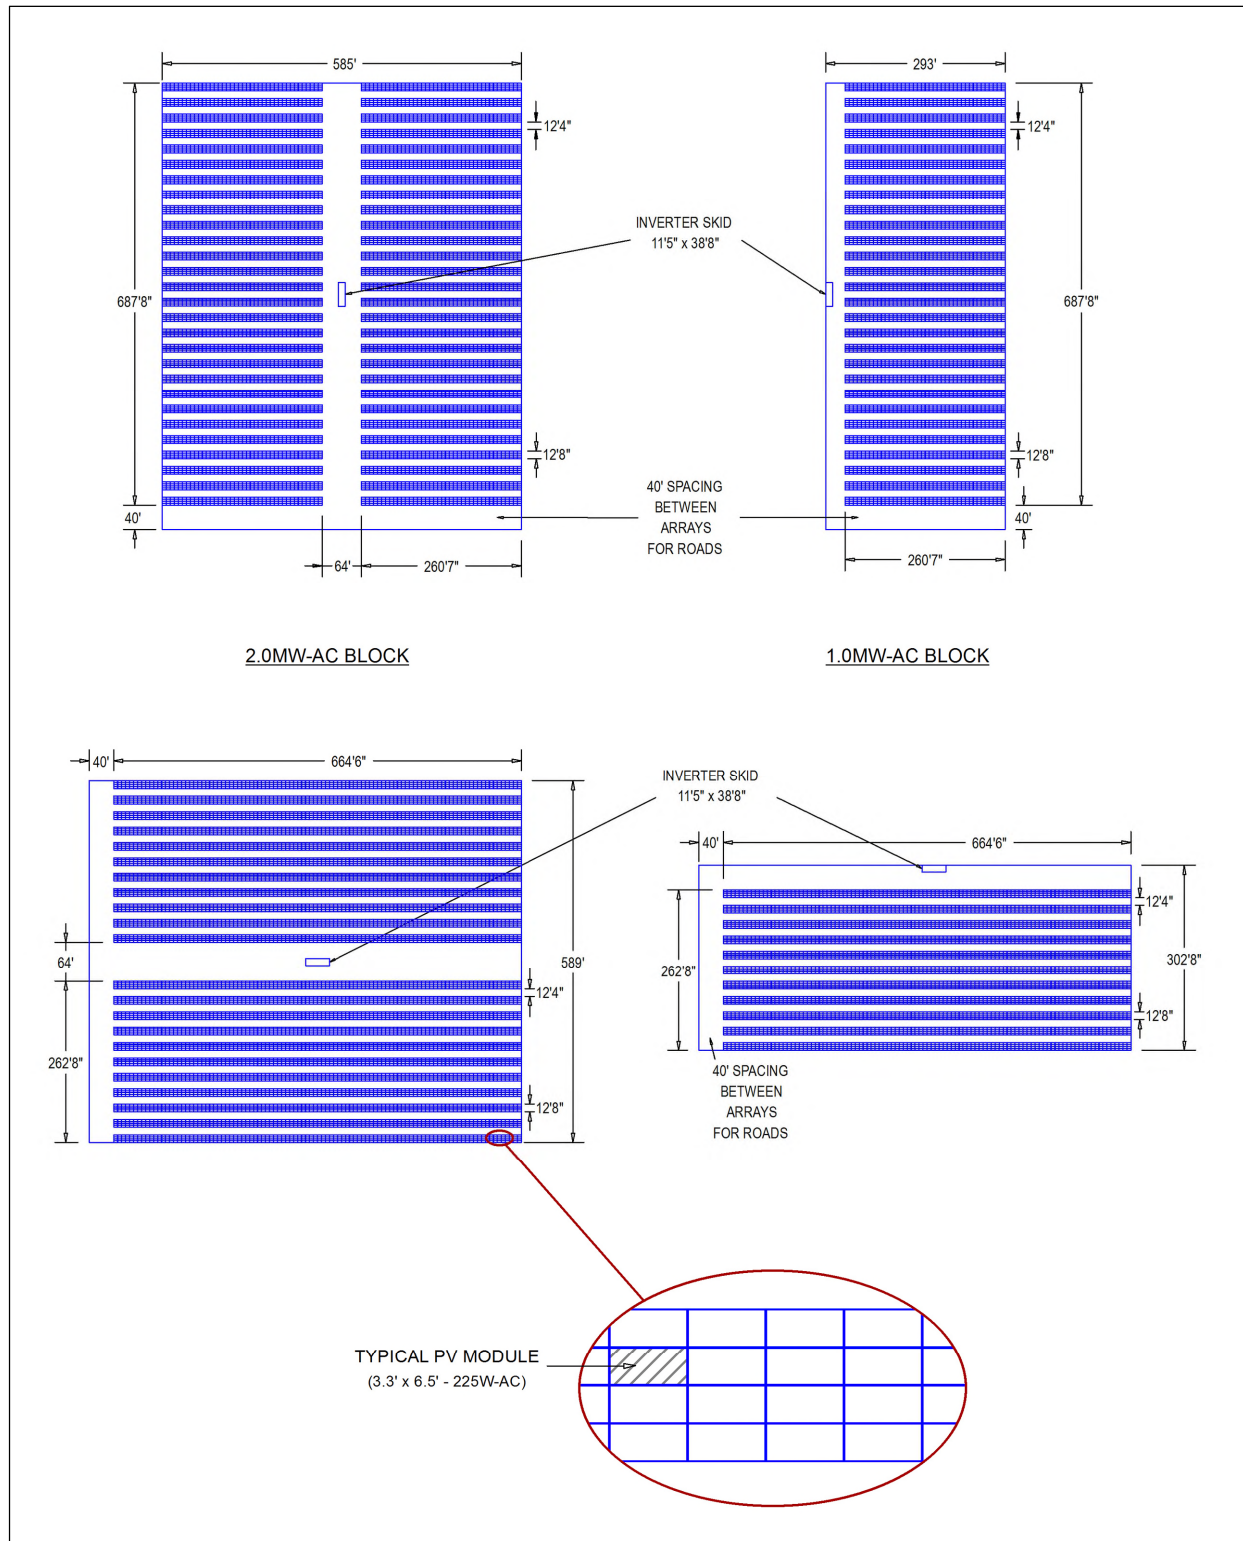 585'
293'
12'4"
12'4"
INVERTER SKID
11'5" x 38'8"
687'8"
687'8"
12'8"
12'8"
40' SPACING
BETWEEN
ARRAYS
FOR ROADS
40'
40'
64'
260'7"
260'7"
2.0MW-AC BLOCK
1.0MW-AC BLOCK
40'
664'6"
INVERTER SKID
11'5" x 38'8"
40'
664'6"
12'4"
64'
589'
262'8"
302'8"
12'4"
12'8"
262'8"
12'8"
40' SPACING
BETWEEN
ARRAYS
FOR ROADS
TYPICAL PV MODULE
(3.3' x 6.5' - 225W-AC)